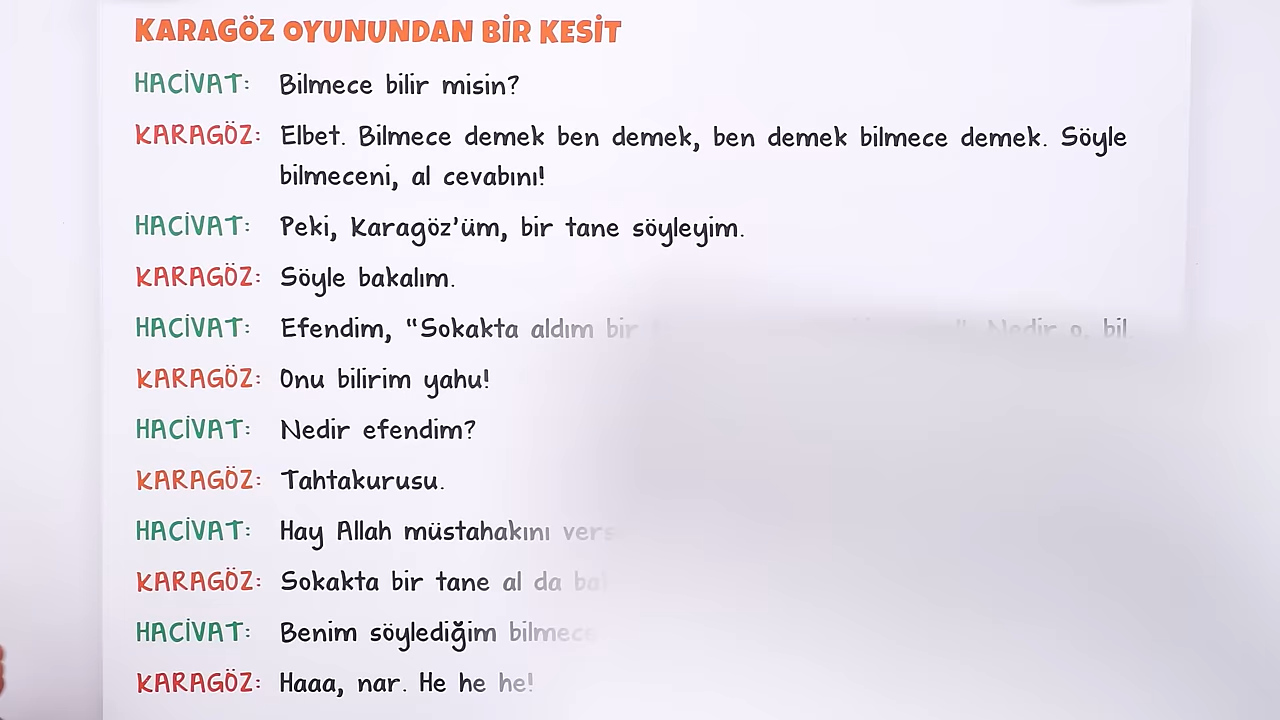 KARAGÖZ OYUNUNDAN BİR KESİT
HACİVAT: Bilmece bilir misin?
KARAGÖZ: Elbet. Bilmece demek ben demek, ben demek bilmece demek. Söyle
bilmeceni, al cevabını!
HACİVAT: Peki, Karagöz'üm, bir tane söyleyim.
KARAGÖZ: Söyle bakalım.
HACİVAT: Efendim, "Sokakta aldım bir Nedir o, bil.
KARAGÖZ: Onu bilirim yahu!
HACİVAT: Nedir efendim?
KARAGÖZ: Tahtakurusu.
HACİVAT: Hay Allah müstahakını
KARAGÖZ: Sokakta bir tane al da
HACİVAT: Benim söylediğim bilmece
KARAGÖZ: Haaa, nar. He he he!